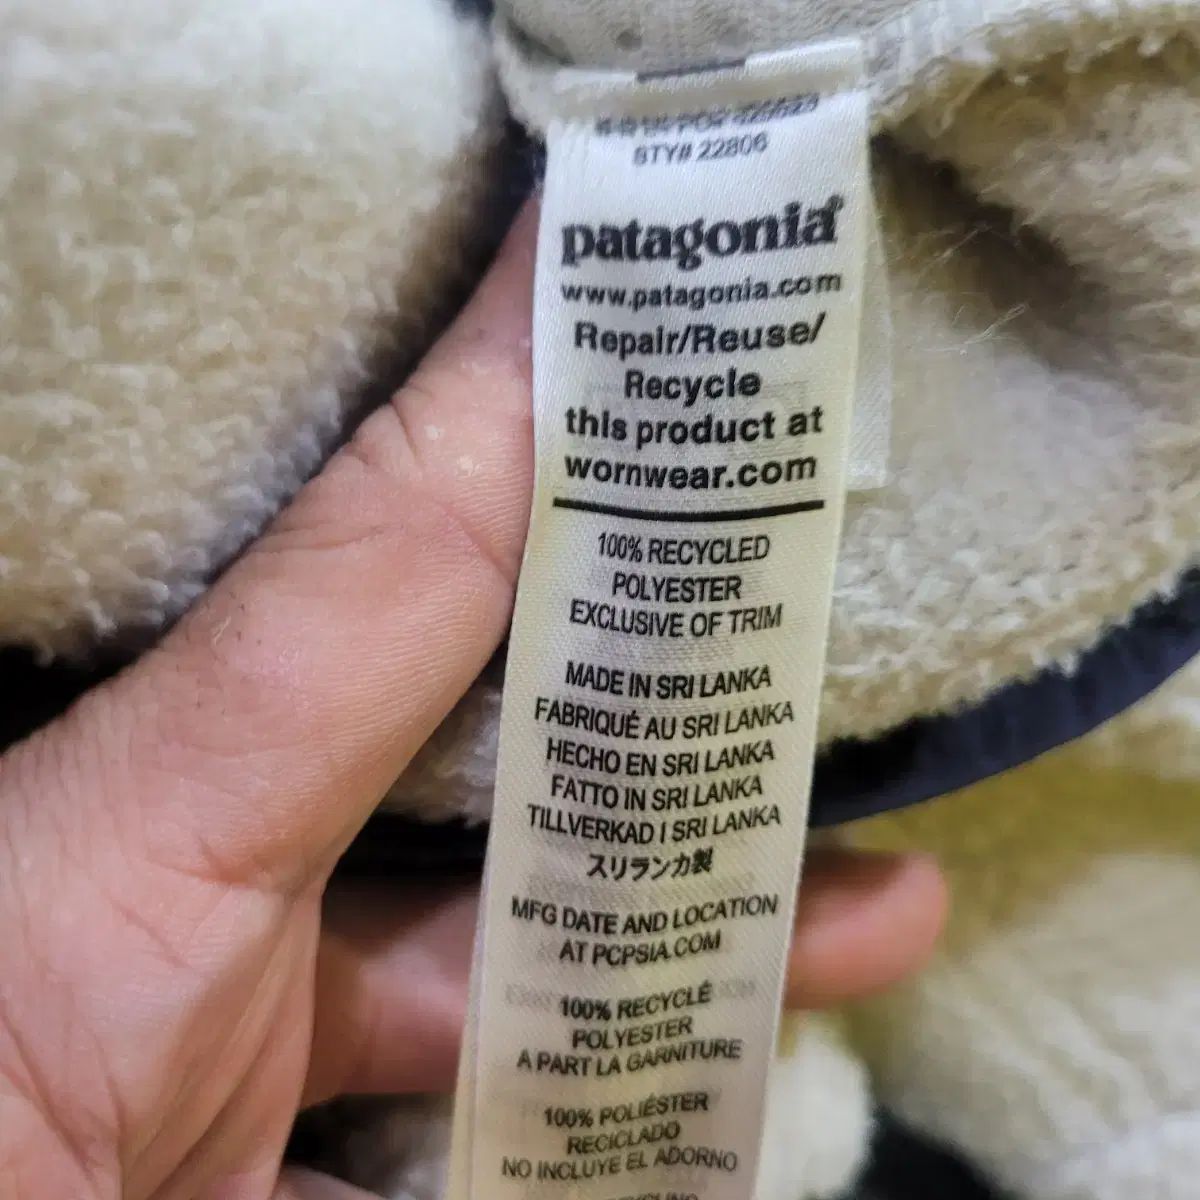 STY# 22806
patagonia®
www.patagonia.com
Repair/Reuse/
Recycle
this product at
wornwear.com
100% RECYCLED
POLYESTER
EXCLUSIVE OF TRIM
MADE IN SRI LANKA
FABRIQUÉ AU SRI LANKA
HECHO EN SRI LANKA
FATTO IN SRI LANKA
TILLVERKAD I SRI LANKA
スリランカ製
MFG DATE AND LOCATION
AT PCPSIA.COM
100% RECYCLÉ
POLYESTER
A PART LA GARNITURE
100% POLIÉSTER
RECICLADO
NO INCLUYE EL ADORNO